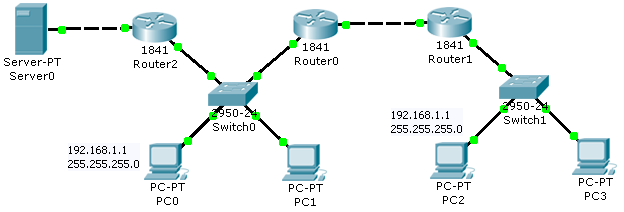 Server-PT
Server0
1841
Router2
1841
Router0
1841
Router1
2950-24
Switch0
2950-24
Switch1
192.168.1.1
255.255.255.0
PC-PT
PC0
PC-PT
PC1
192.168.1.1
255.255.255.0
PC-PT
PC2
PC-PT
PC3